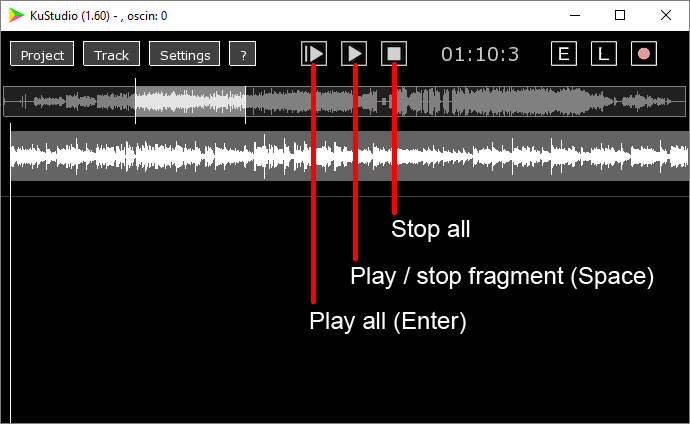 KuStudio (1.60) - , oscin: 0
Project Track Settings ? 01:10:3 E L
Stop all
Play / stop fragment (Space)
Play all (Enter)